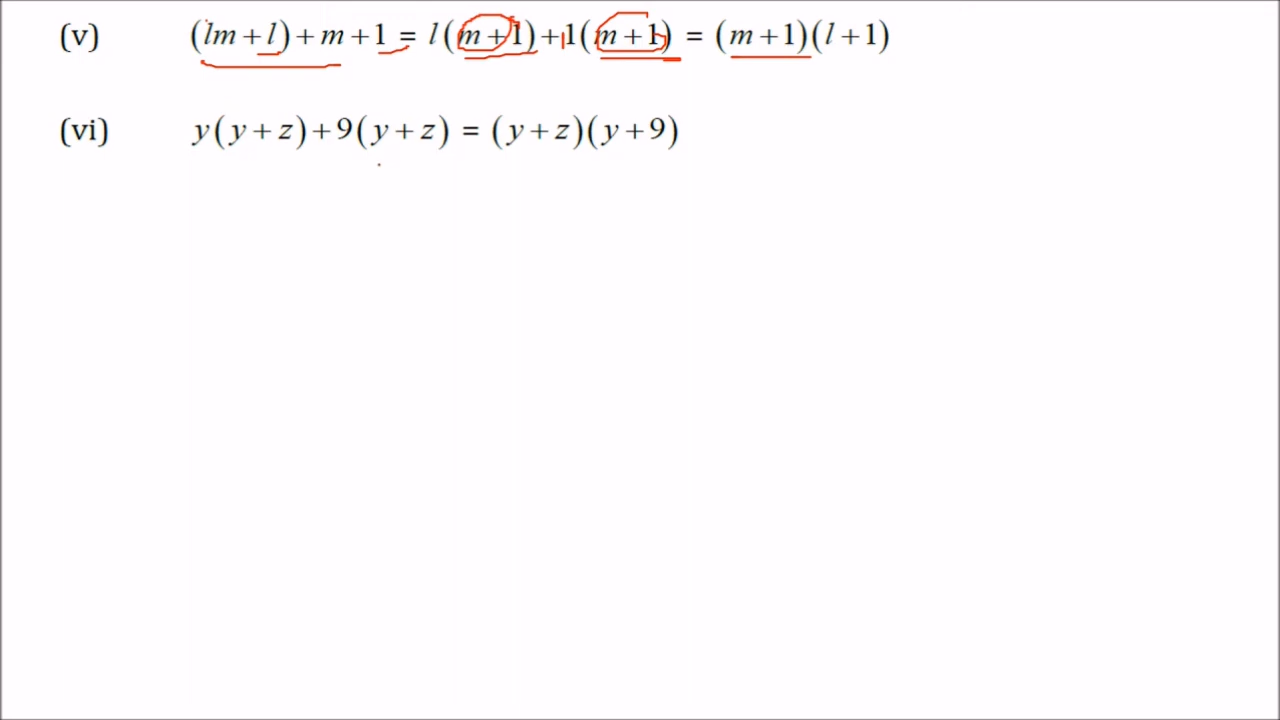 (v) (lm + l) + m + 1 = l(m + 1) + 1(m + 1) = (m + 1)(l + 1)
(vi) y(y + z) + 9(y + z) = (y + z)(y + 9)